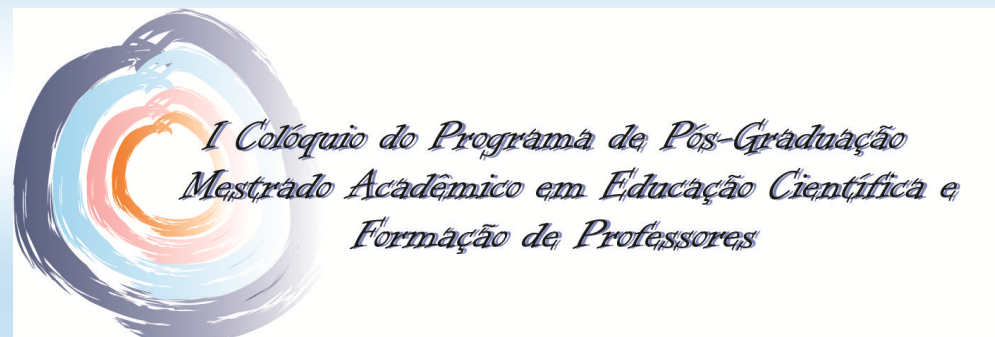 I Colóquio do Programa de Pós-Graduação
Mestrado Acadêmico em Educação Científica e
Formação de Professores